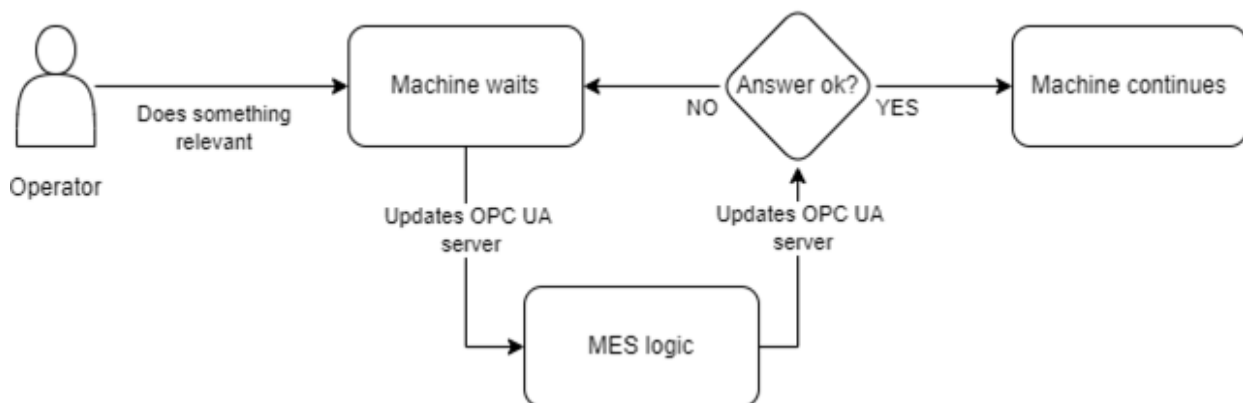 Operator
Does something
relevant
Machine waits
Updates OPC UA
server
MES logic
Updates OPC UA
server
Answer ok?
NO
YES
Machine continues